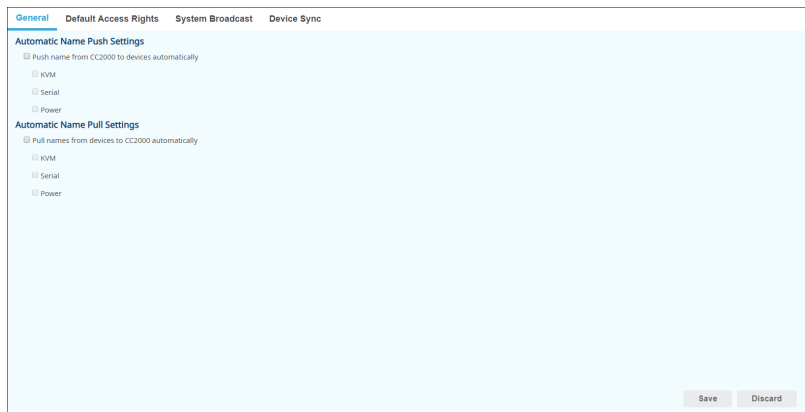 General Default Access Rights System Broadcast Device Sync
Automatic Name Push Settings
Push name from CC2000 to devices automatically
KVM
Serial
Power
Automatic Name Pull Settings
Pull names from devices to CC2000 automatically
KVM
Serial
Power
Save Discard